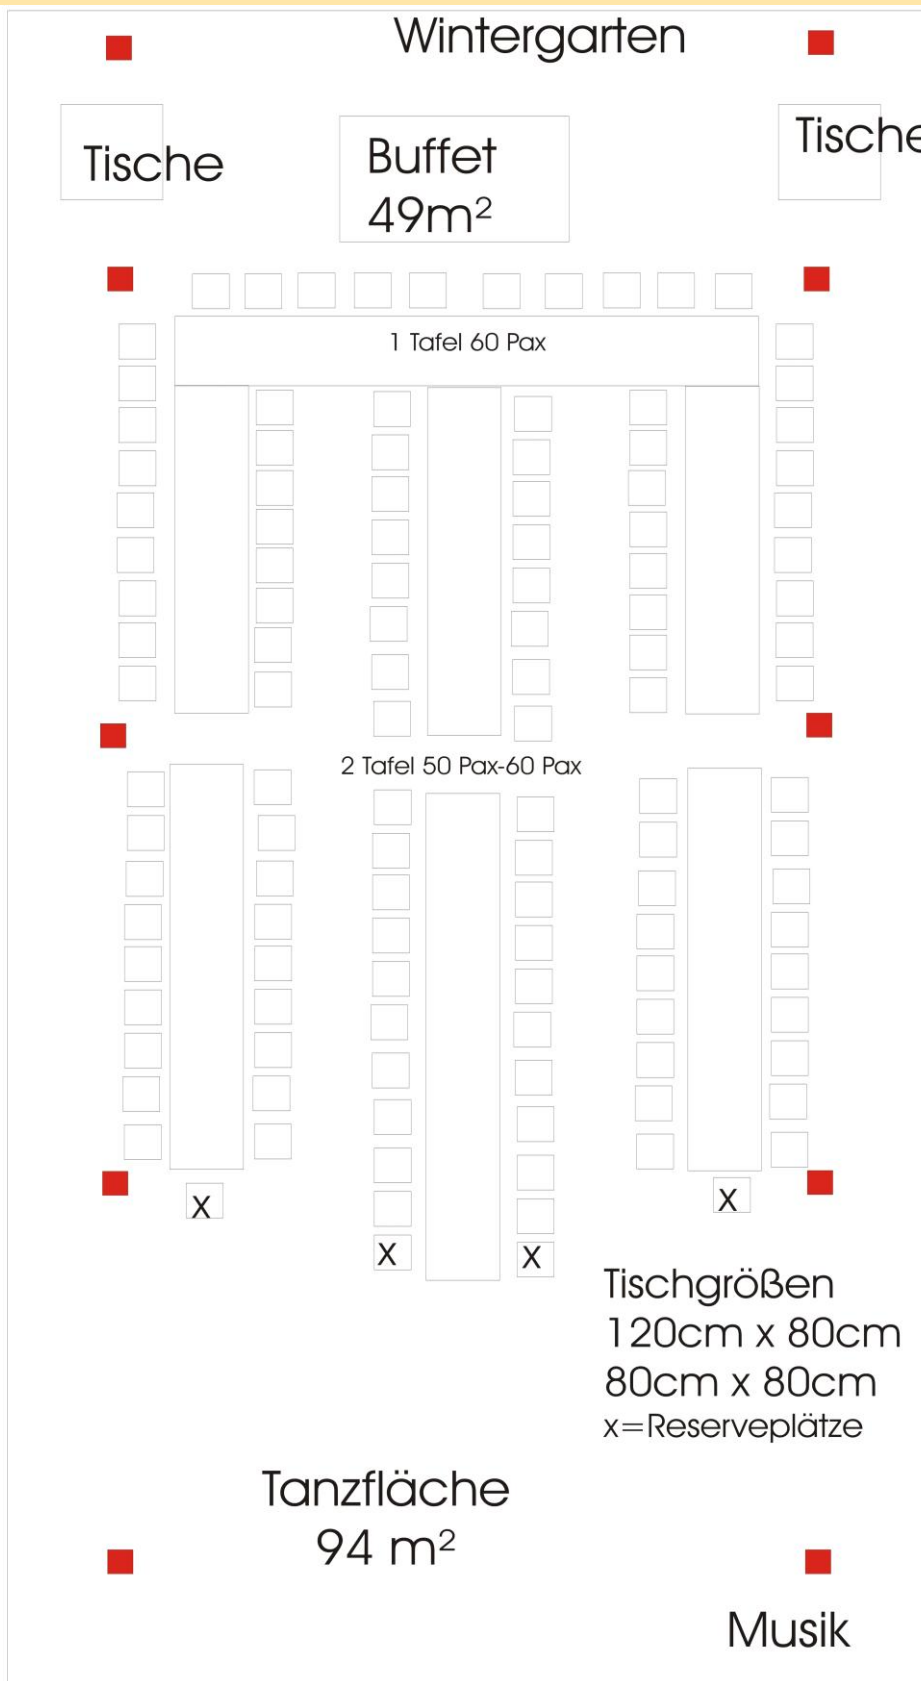 Wintergarten
Tische
Buffet
49m²
Tische
1 Tafel 60 Pax
2 Tafel 50 Pax-60 Pax
X
X
X
X
Tischgrößen
120cm x 80cm
80cm x 80cm
x=Reserveplätze
Tanzfläche
94 m²
Musik